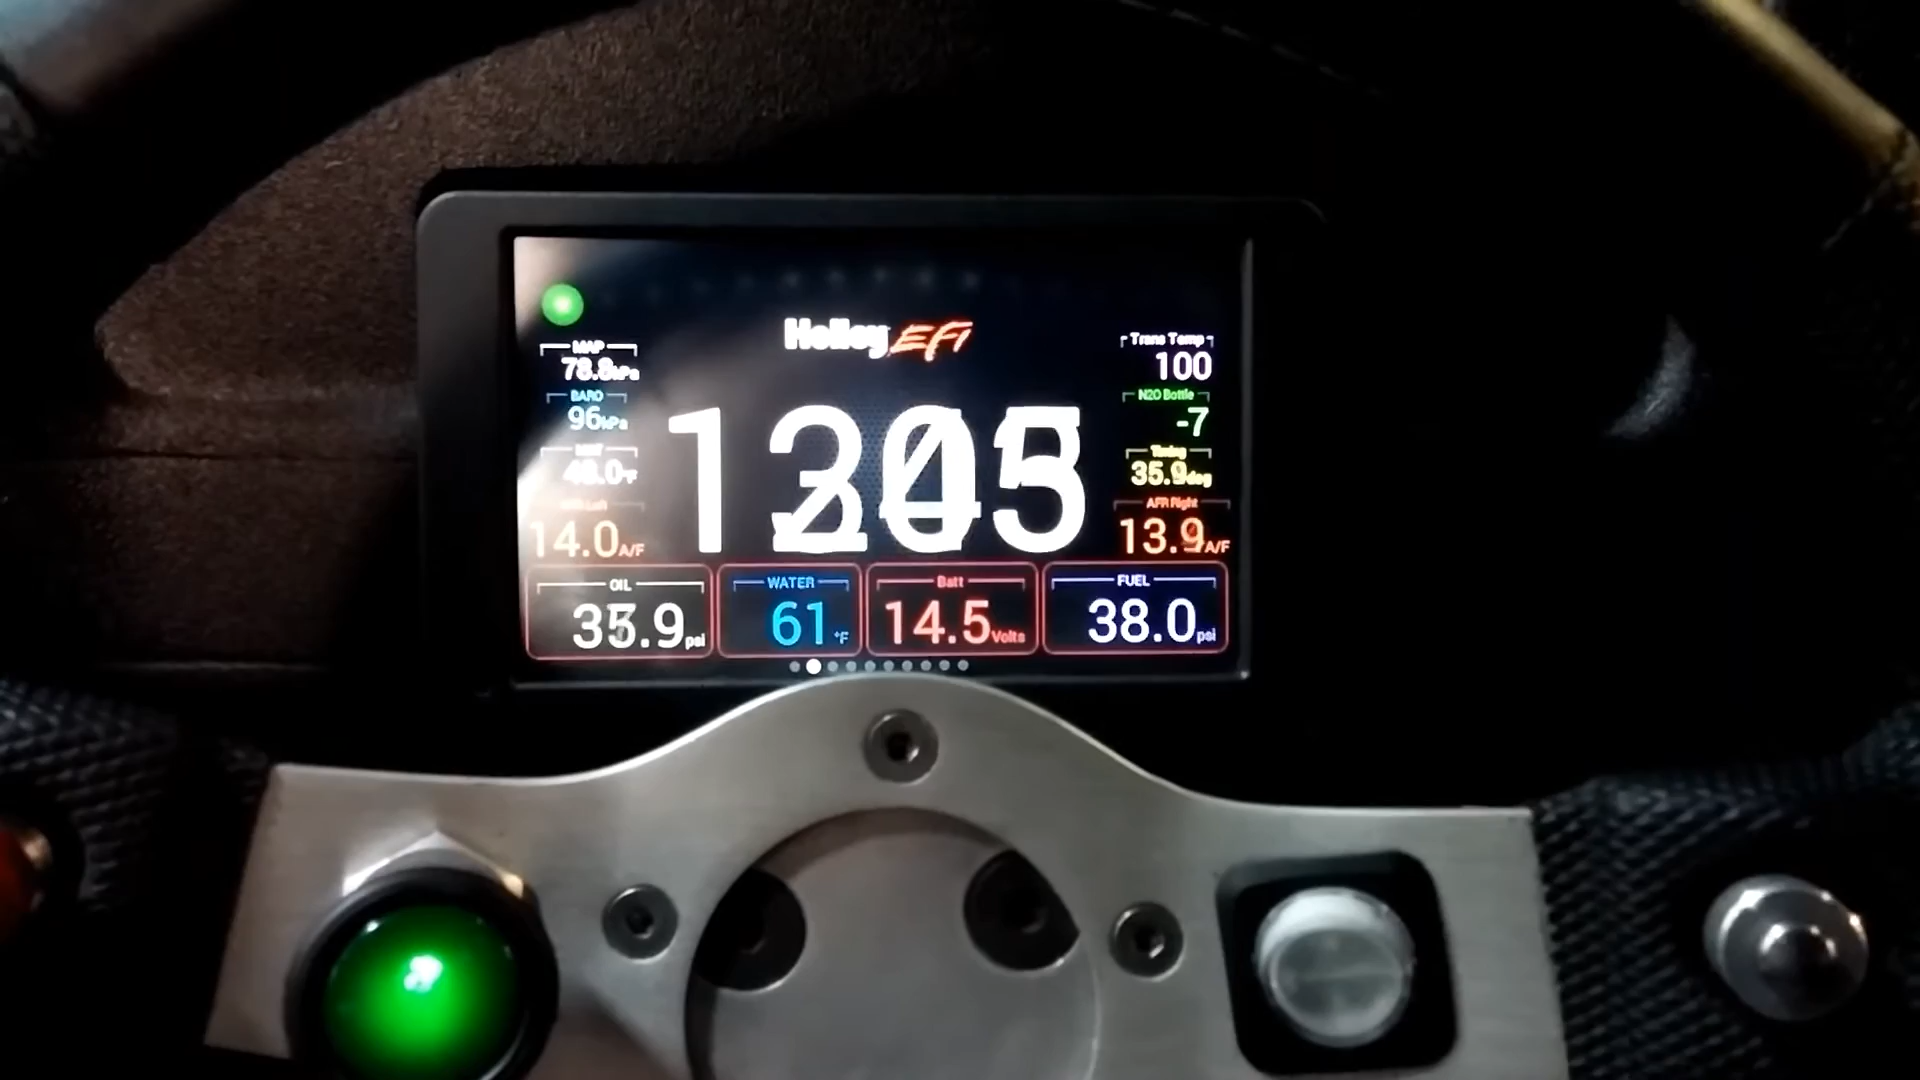 Holley EFI
MAP
78.8kPa
BARO
96kPa
14.0A/F
Trans Temp
100
N2O Bottle
-7
Timing
35.9deg
AFR Right
13.9A/F
OIL
psi
WATER
61°F
Batt
14.5Volts
FUEL
38.0psi